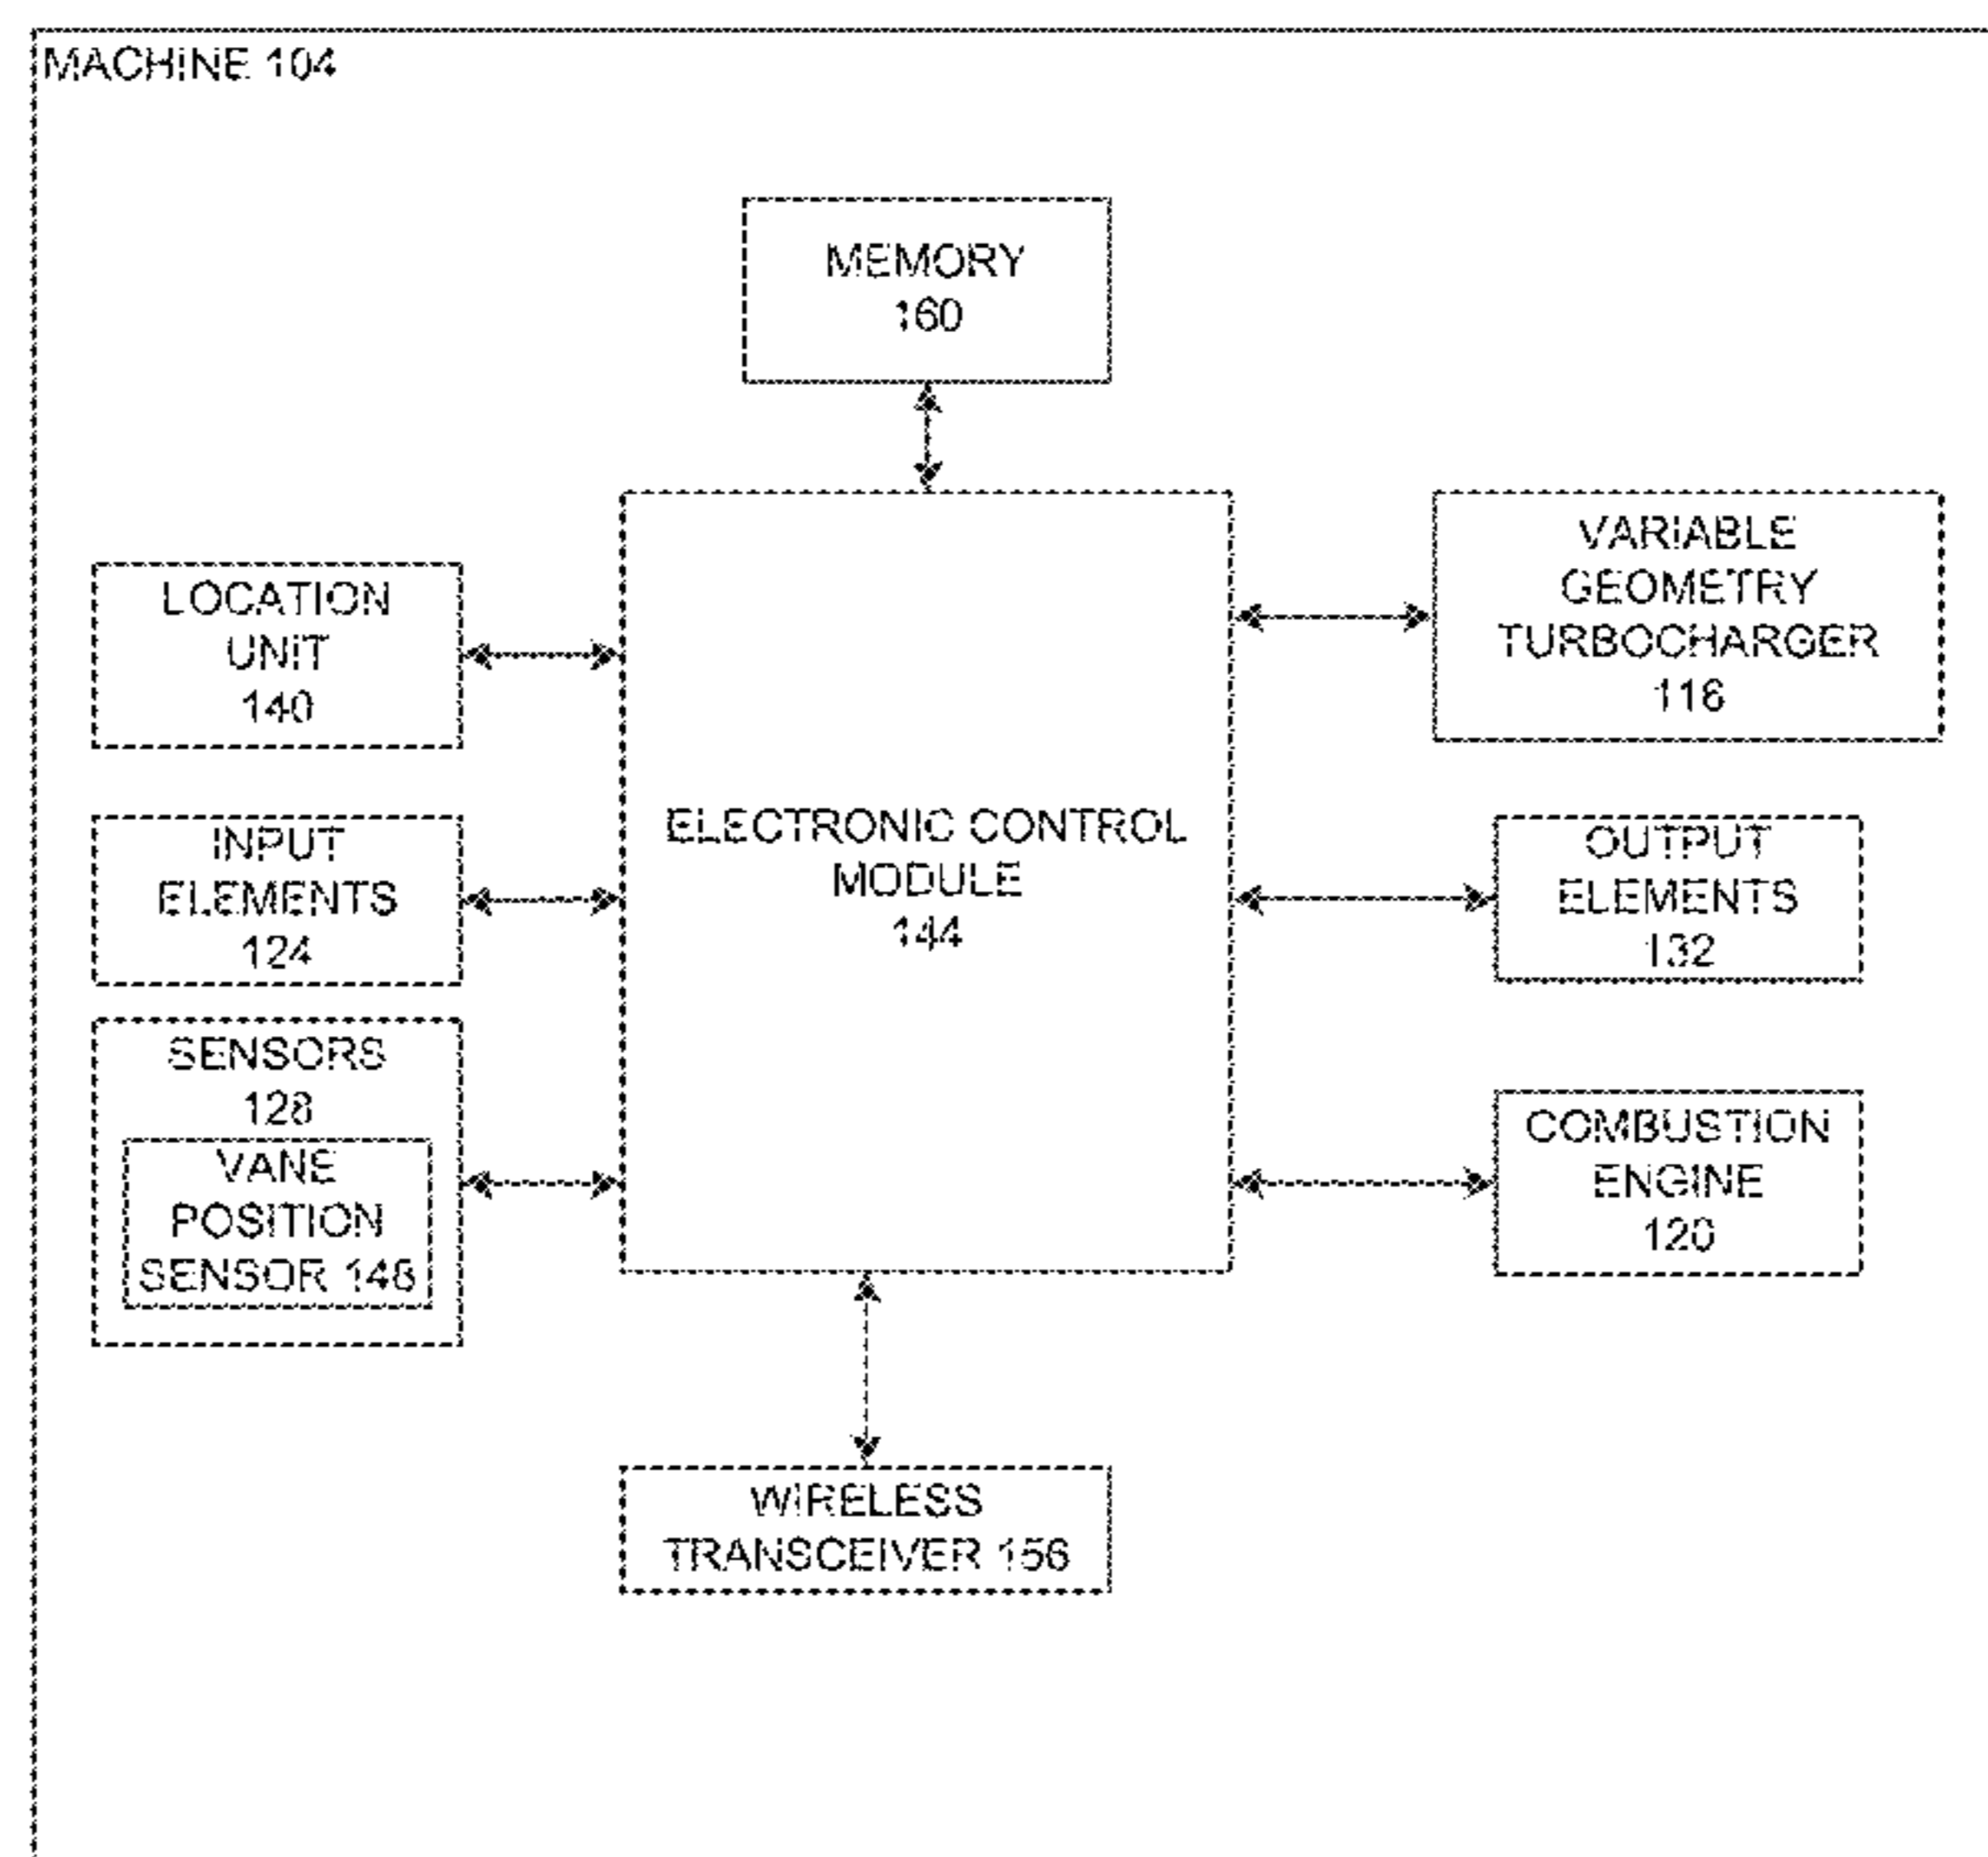 MACHINE 104
MEMORY
160
VARIABLE
GEOMETRY
TURBOCHARGER
116
LOCATION
UNIT
140
INPUT
ELEMENTS
124
ELECTRONIC CONTROL
MODULE
144
OUTPUT
ELEMENTS
132
SENSORS
128
VANE
POSITION
SENSOR 148
COMBUSTION
ENGINE
120
WIRELESS
TRANSCEIVER 156